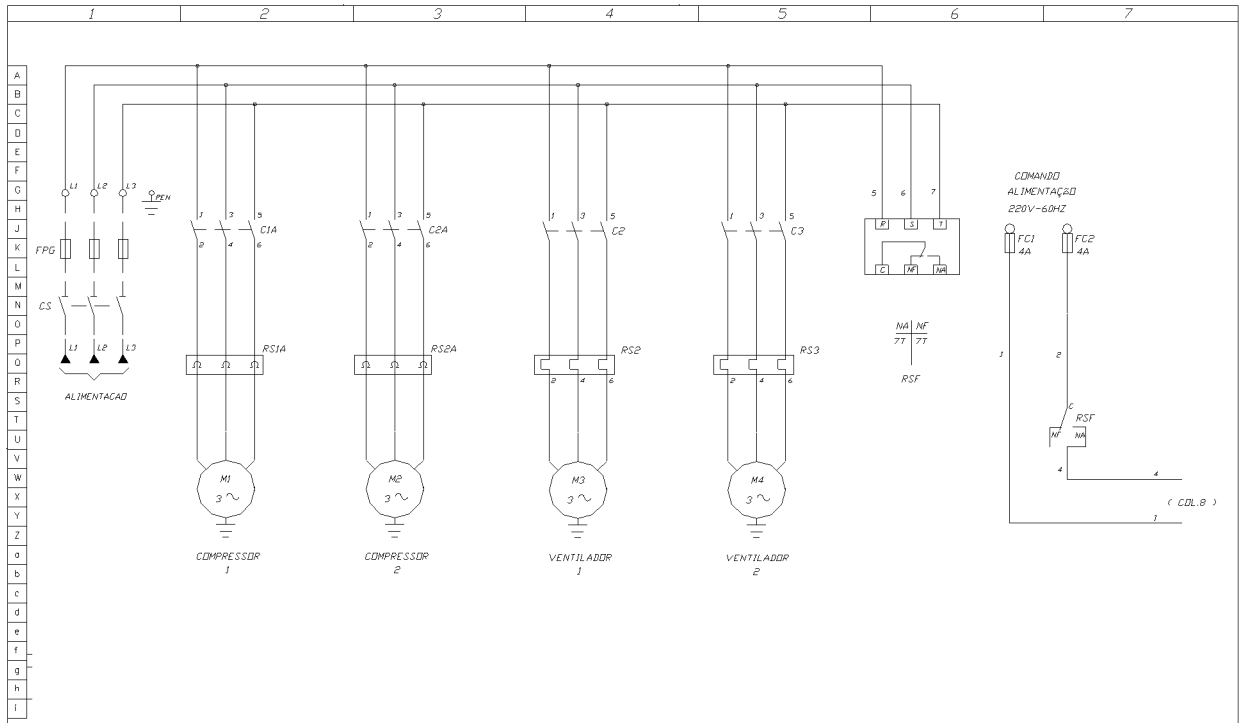 1 2 3 4 5 6 7
A
B
C
D
E
F
G
H
J
K
L
M
N
O
P
Q
R
S
T
U
V
W
X
Y
Z
a
b
c
d
e
f
g
h
i
L1 L2 L3
PEN
FPG
CS
L1 L2 L3
ALIMENTACAO
1 3 5
C1A
2 4 6
RS1A
M1
3
COMPRESSOR
1
1 3 5
C2A
2 4 6
RS2A
M2
3
COMPRESSOR
2
1 3 5
C2
RS2
2 4 6
M3
3
VENTILADOR
1
1 3 5
C3
RS3
2 4 6
M4
3
VENTILADOR
2
5 6 7
R S T
C NF NA
NA NF
7T 7T
RSF
COMANDO
ALIMENTAÇÃO
220V-60HZ
FC1
4A
FC2
4A
1 2
C
RSF
NF NA
4 4
( COL.8 )
1